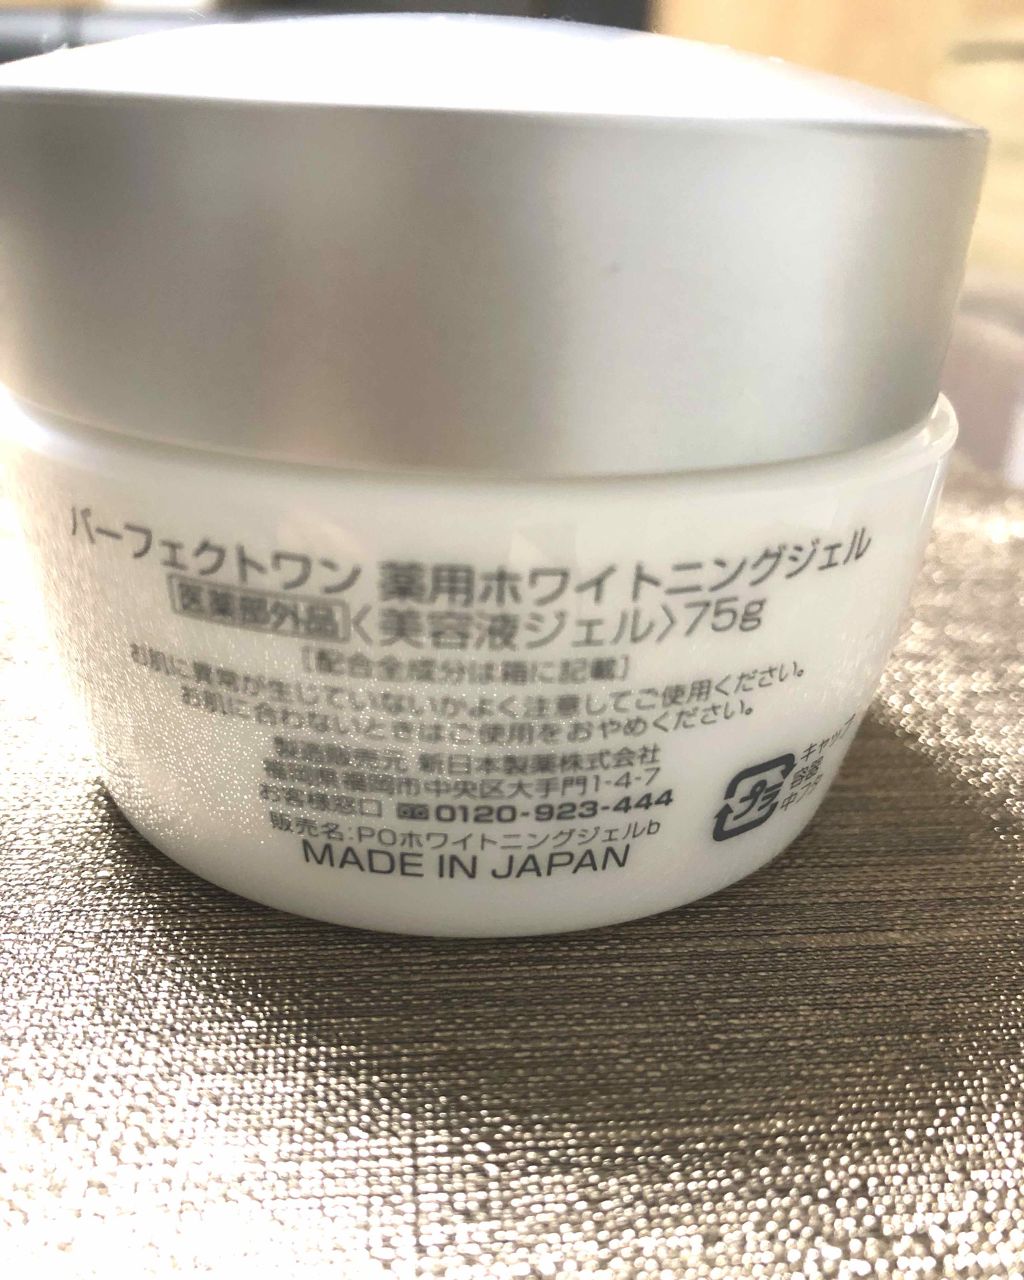 パーフェクトワン 薬用ホワイトニングジェル
医薬部外品〈美容液ジェル〉75g
[配合全成分は箱に記載]
お肌に異常が生じていないかよく注意してご使用ください。
お肌に合わないときはご使用をおやめください。
製造販売元 新日本製薬株式会社
福岡県福岡市中央区大手門1-4-7
お客様窓口 0120-923-444
販売名:POホワイトニングジェルb
MADE IN JAPAN
プラ
キャップ
容器
中フタ